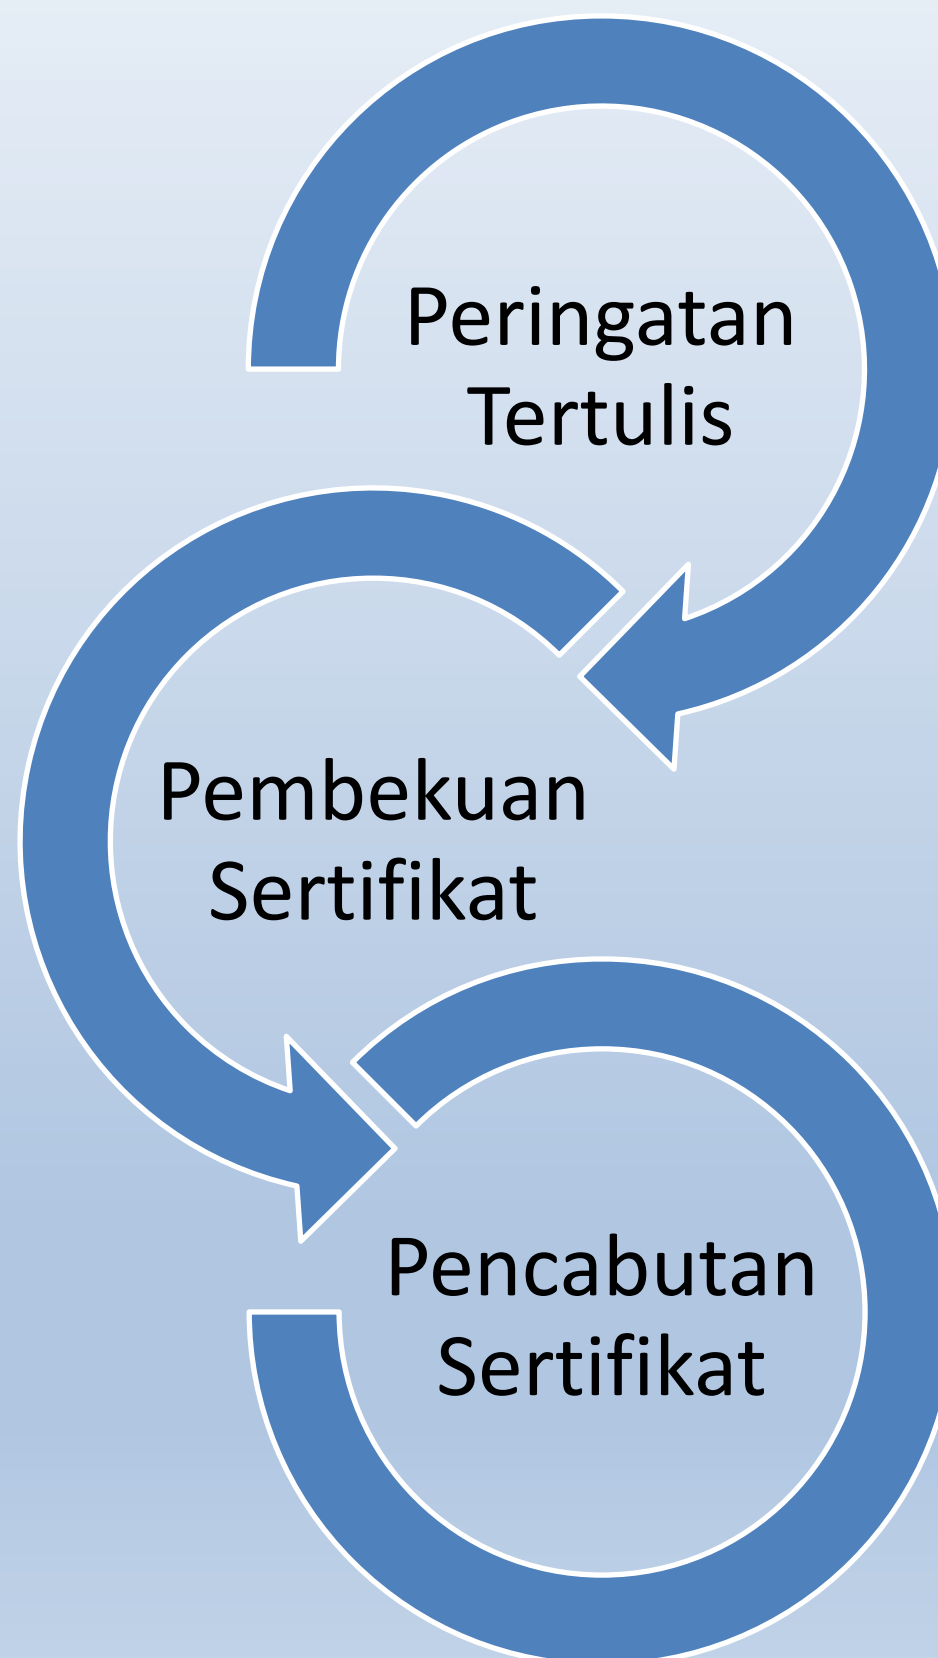 Peringatan
Tertulis
Pembekuan
Sertifikat
Pencabutan
Sertifikat